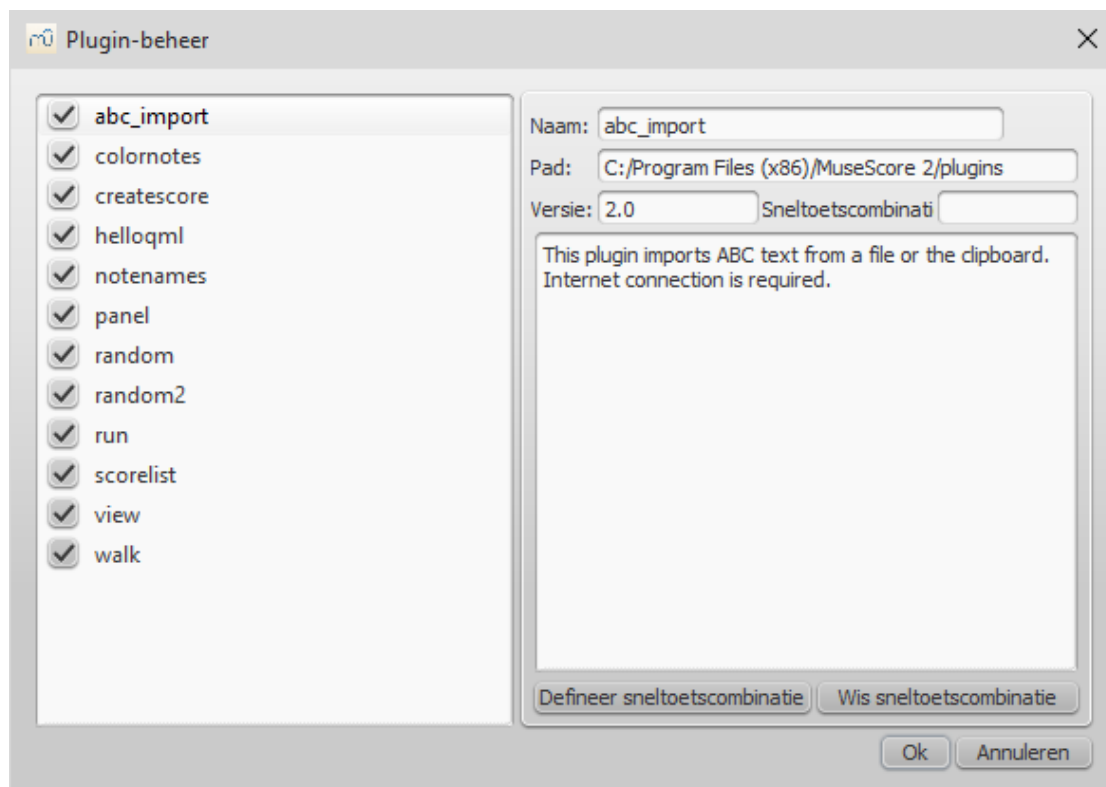 Plugin-beheer
abc_import
colornotes
createscore
helloqml
notenames
panel
random
random2
run
scorelist
view
walk
Naam: abc_import
Pad: C:/Program Files (x86)/MuseScore 2/plugins
Versie: 2.0 Sneltoetscombinati
This plugin imports ABC text from a file or the clipboard.
Internet connection is required.
Defineer sneltoetscombinatie Wis sneltoetscombinatie
Ok Annuleren